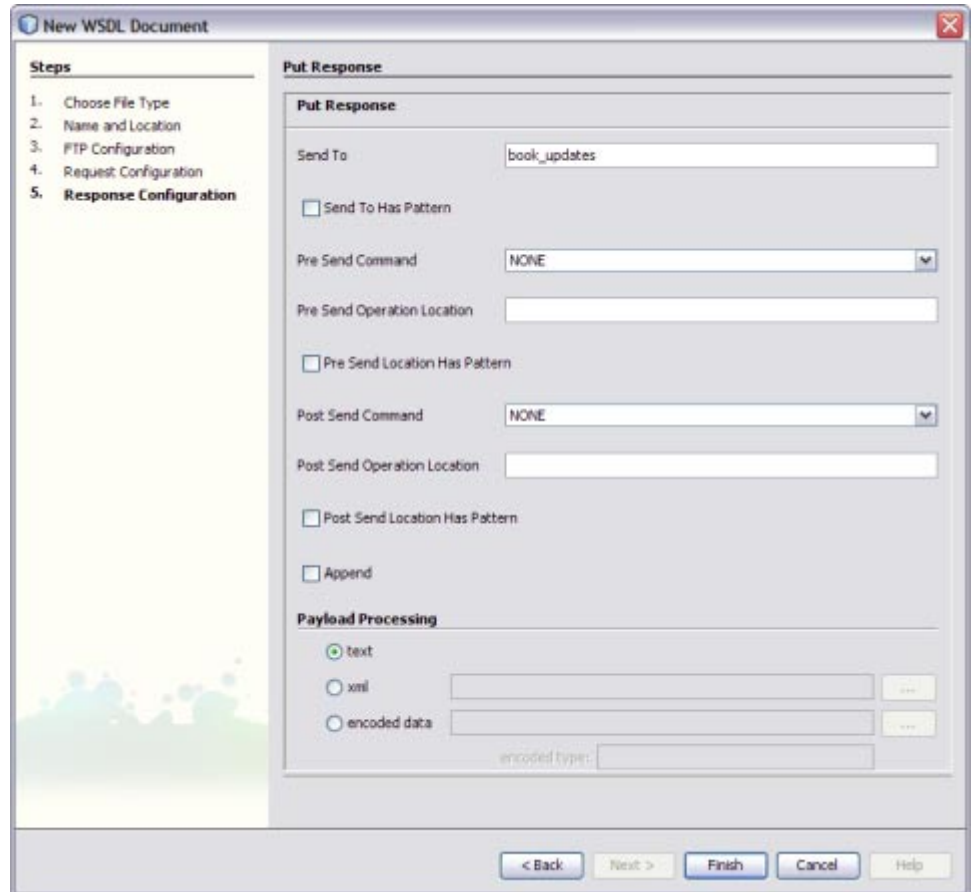 New WSDL Document
Steps
1. Choose File Type
2. Name and Location
3. FTP Configuration
4. Request Configuration
5. Response Configuration
Put Response
Put Response
Send To book_updates
Send To Has Pattern
Pre Send Command NONE
Pre Send Operation Location
Pre Send Location Has Pattern
Post Send Command NONE
Post Send Operation Location
Post Send Location Has Pattern
Append
Payload Processing
text
xml ...
encoded data ...
encoded type:
< Back Next > Finish Cancel Help